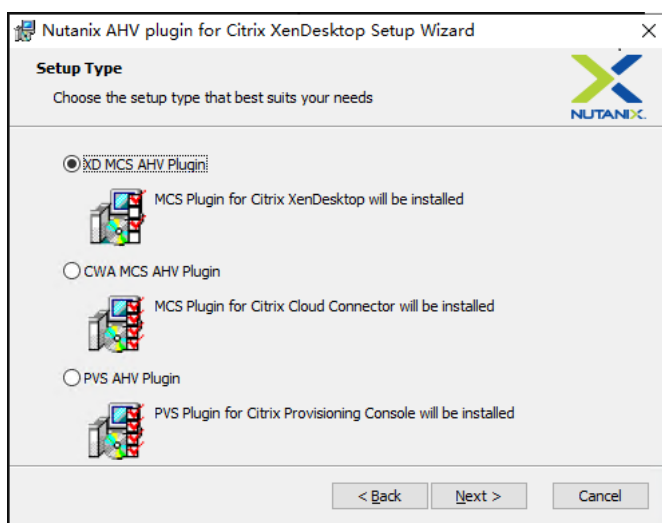 Nutanix AHV plugin for Citrix XenDesktop Setup Wizard
Setup Type
Choose the setup type that best suits your needs
NUTANIX.
XD MCS AHV Plugin
MCS Plugin for Citrix XenDesktop will be installed
CWA MCS AHV Plugin
MCS Plugin for Citrix Cloud Connector will be installed
PVS AHV Plugin
PVS Plugin for Citrix Provisioning Console will be installed
< Back Next > Cancel